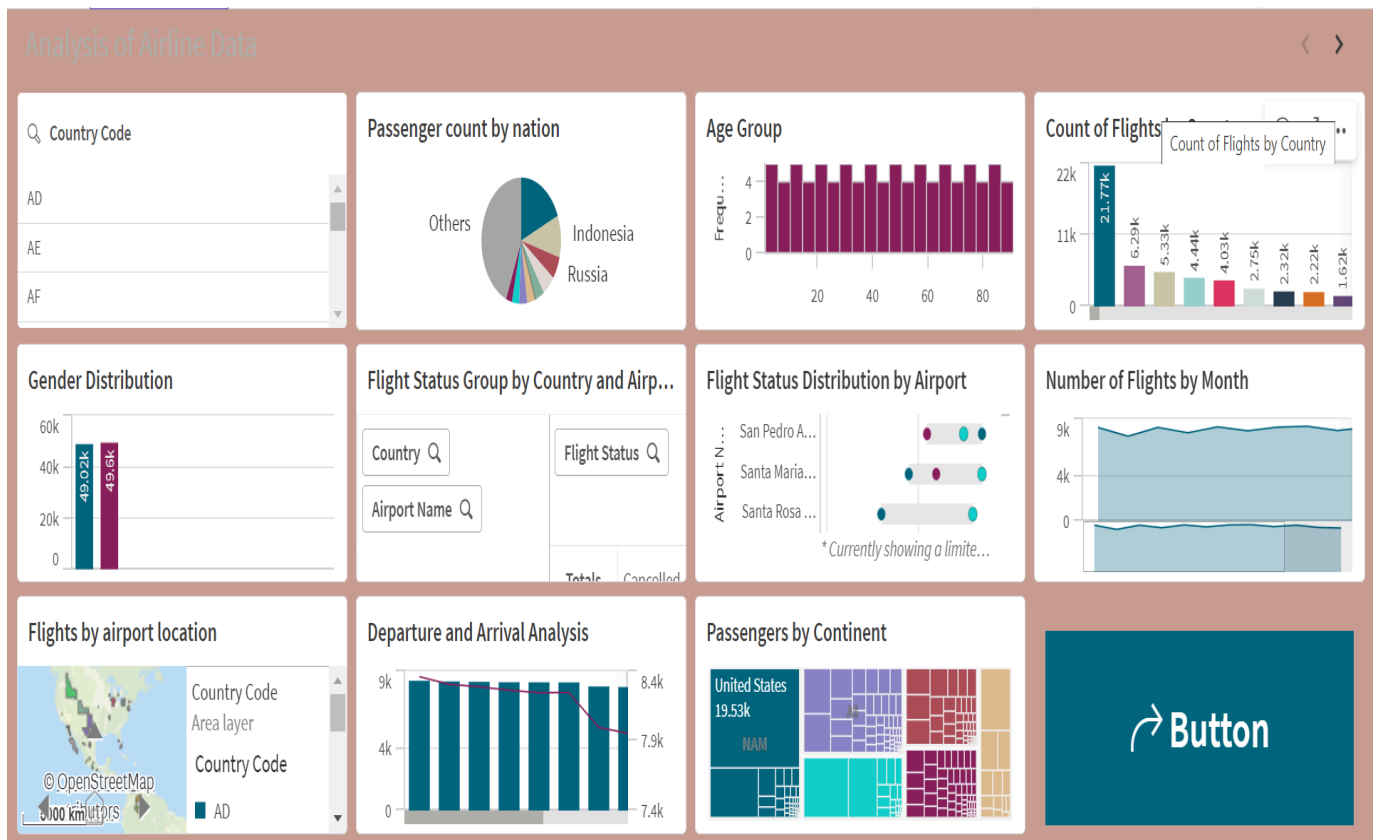 Analysis of Airline Data
Country Code
AD
AE
AF
Passenger count by nation
Others
Indonesia
Russia
Age Group
Frequ...
4
2
0
20
40
60
80
Count of Flights
Count of Flights by Country
22k
11k
0
21.77k
6.29k
5.33k
4.44k
4.03k
2.75k
2.32k
2.22k
1.62k
Gender Distribution
60k
40k
20k
0
49.02k
49.6k
Flight Status Group by Country and Airp...
Country
Airport Name
Flight Status
Totals
Cancelled
Flight Status Distribution by Airport
Airport N...
San Pedro A...
Santa Maria...
Santa Rosa ...
* Currently showing a limite...
Number of Flights by Month
9k
4k
0
Flights by airport location
© OpenStreetMap
5000 km
Country Code
Area layer
Country Code
AD
Departure and Arrival Analysis
9k
4k
0
8.4k
7.9k
7.4k
Passengers by Continent
United States
19.53k
NAM
Button